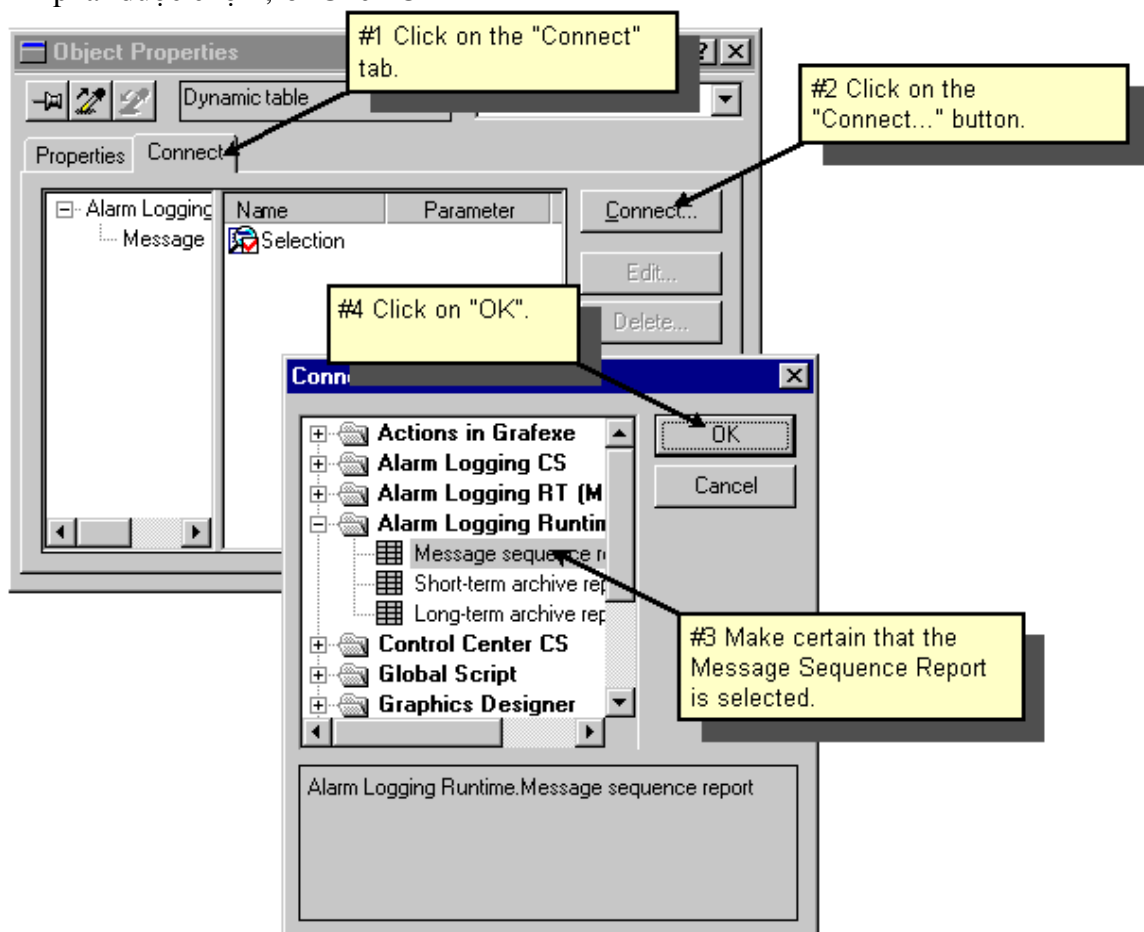 #1 Click on the "Connect"
tab.
Object Properties
Dynamic table
#2 Click on the
"Connect..." button.
Properties
Connect
Alarm Logging
Message
Name
Parameter
Selection
Connect...
Edit...
Delete...
#4 Click on "OK".
Actions in Grafexe
Alarm Logging CS
Alarm Logging RT (M
Alarm Logging Runtim
Message sequence r
Short-term archive rep
Long-term archive rep
Control Center CS
Global Script
Graphics Designer
OK
Cancel
#3 Make certain that the
Message Sequence Report
is selected.
Alarm Logging Runtime.Message sequence report